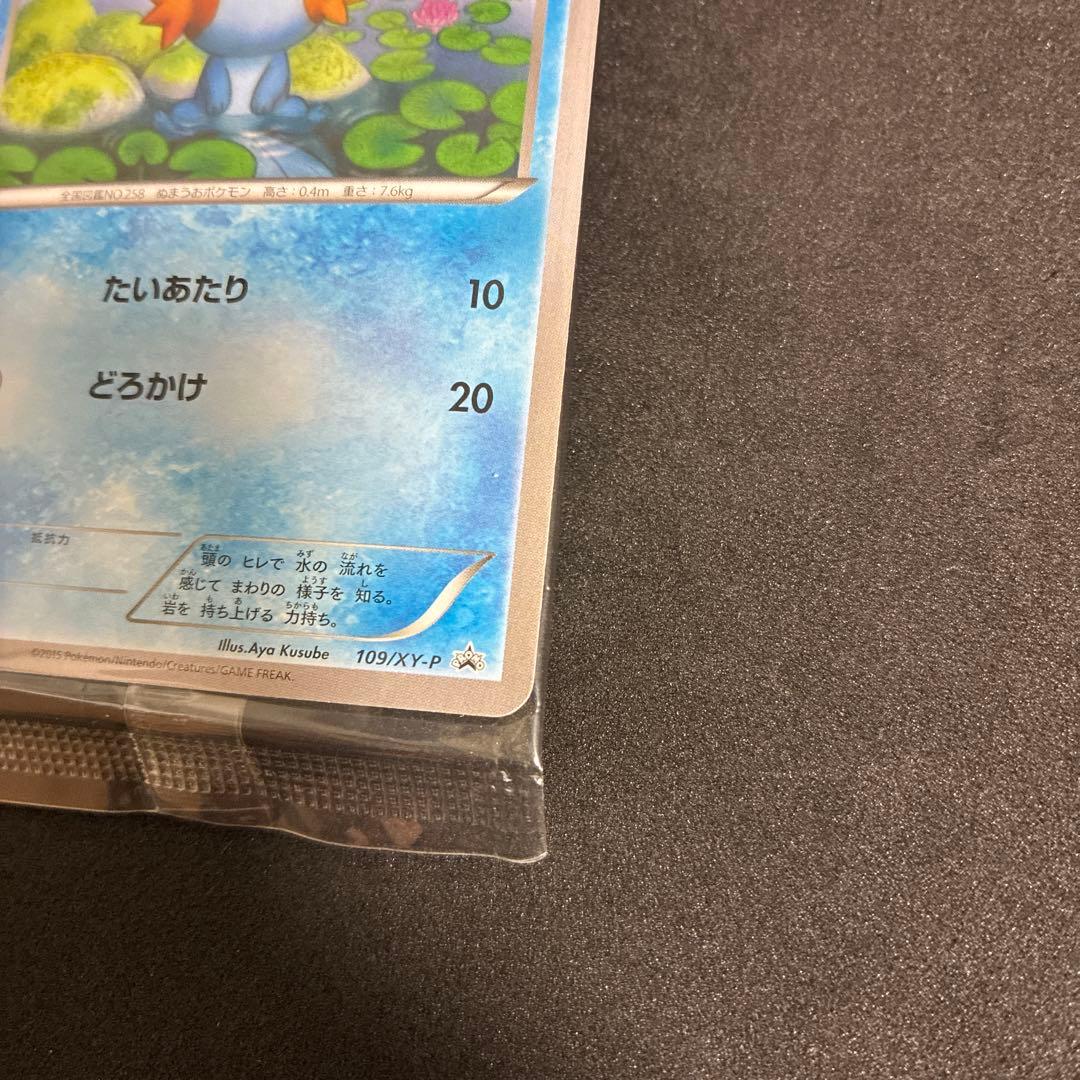 全国図鑑NO.258 ぬまうおポケモン 高さ：0.4m 重さ：7.6kg
たいあたり 10
どろかけ 20
抵抗力
頭の ヒレで 水の 流れを
感じて まわりの 様子を 知る。
岩を 持ち上げる 力持ち。
Illus.Aya Kusube 109/XY-P
©2015 Pokémon/Nintendo/Creatures/GAME FREAK.